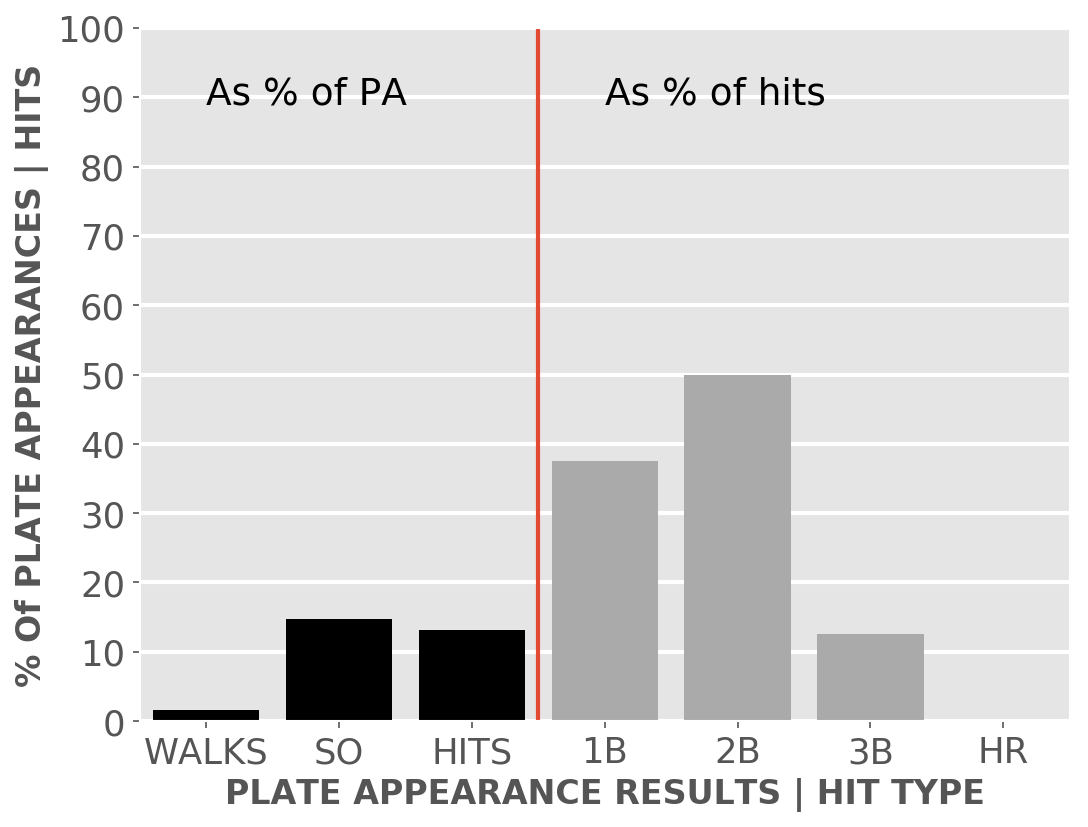 % Of PLATE APPEARANCES | HITS
100
90
80
70
60
50
40
30
20
10
0
As % of PA
As % of hits
WALKS SO HITS 1B 2B 3B HR
PLATE APPEARANCE RESULTS | HIT TYPE